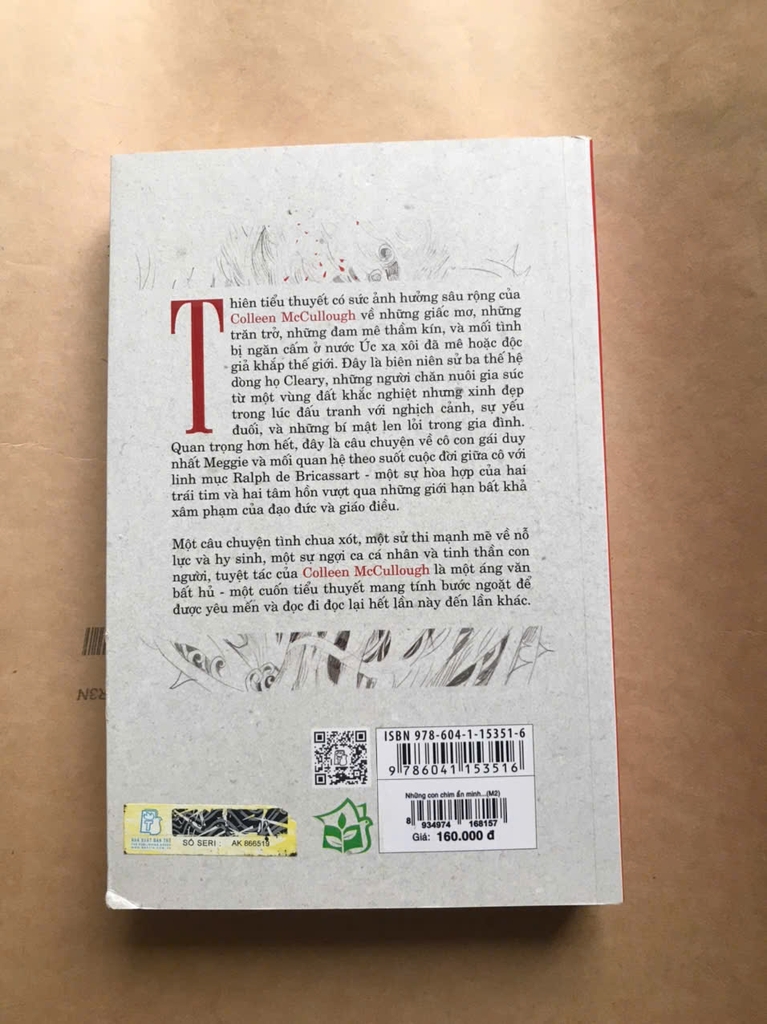 Thiên tiểu thuyết có sức ảnh hưởng sâu rộng của
Colleen McCullough về những giấc mơ, những
trăn trở, những đam mê thầm kín, và mối tình
bị ngăn cấm ở nước Úc xa xôi đã mê hoặc độc
giả khắp thế giới. Đây là biên niên sử ba thế hệ
dòng họ Cleary, những người chăn nuôi gia súc
từ một vùng đất khắc nghiệt nhưng xinh đẹp
trong lúc đấu tranh với nghịch cảnh, sự yếu
đuối, và những bí mật len lỏi trong gia đình.
Quan trọng hơn hết, đây là câu chuyện về cô con gái duy
nhất Meggie và mối quan hệ theo suốt cuộc đời giữa cô với
linh mục Ralph de Bricassart - một sự hòa hợp của hai
trái tim và hai tâm hồn vượt qua những giới hạn bất khả
xâm phạm của đạo đức và giáo điều.
Một câu chuyện tình chua xót, một sử thi mạnh mẽ về nỗ
lực và hy sinh, một sự ngợi ca cá nhân và tinh thần con
người, tuyệt tác của Colleen McCullough là một áng văn
bất hủ - một cuốn tiểu thuyết mang tính bước ngoặt để
được yêu mến và đọc đi đọc lại hết lần này đến lần khác.
ISBN 978-604-1-15351-6
9 786041 153516
Những con chim ẩn mình...(M2)
8 934974 168157
Giá: 160.000 đ
NHÀ XUẤT BẢN TRẺ
SỐ SERI : AK 866519